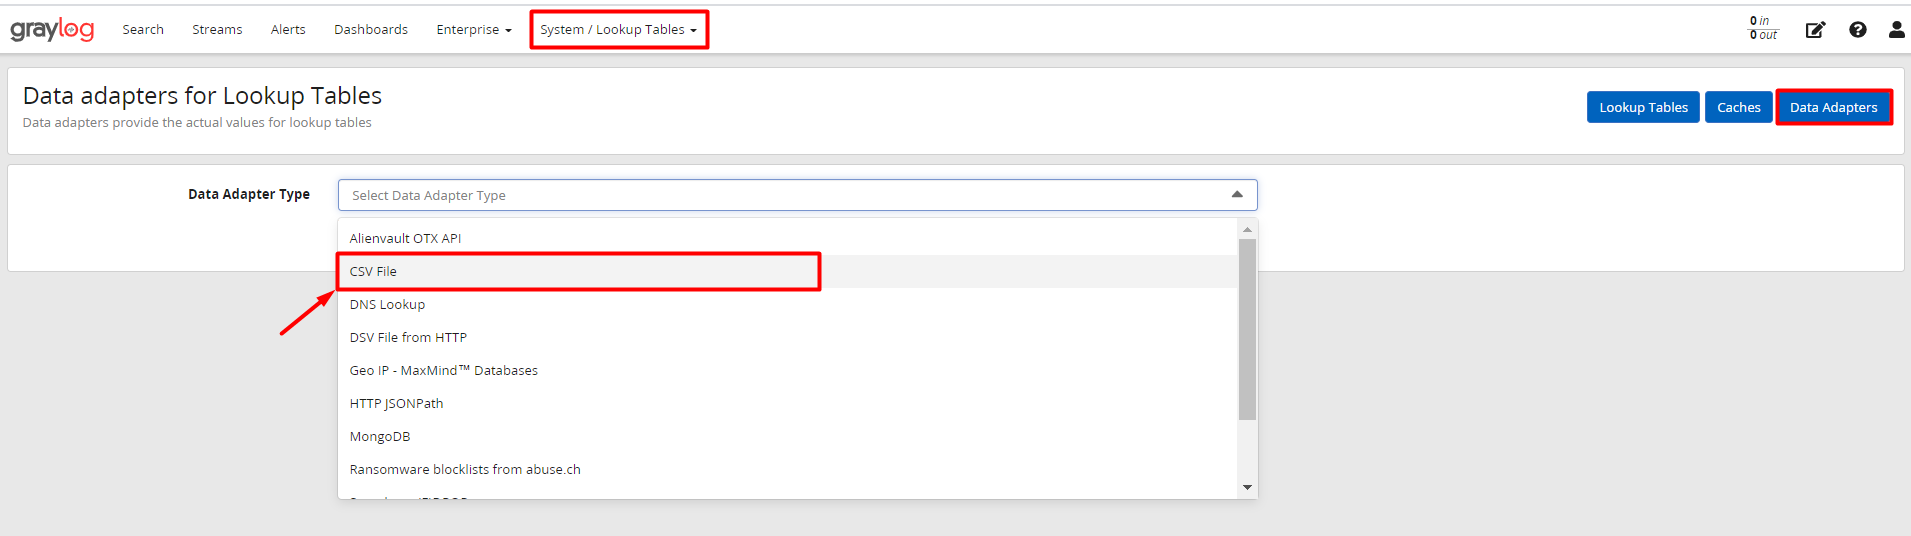 graylog Search Streams Alerts Dashboards Enterprise System / Lookup Tables 0 in
0 out
Data adapters for Lookup Tables
Data adapters provide the actual values for lookup tables
Lookup Tables Caches Data Adapters
Data Adapter Type Select Data Adapter Type
Alienvault OTX API
CSV File
DNS Lookup
DSV File from HTTP
Geo IP - MaxMind™ Databases
HTTP JSONPath
MongoDB
Ransomware blocklists from abuse.ch